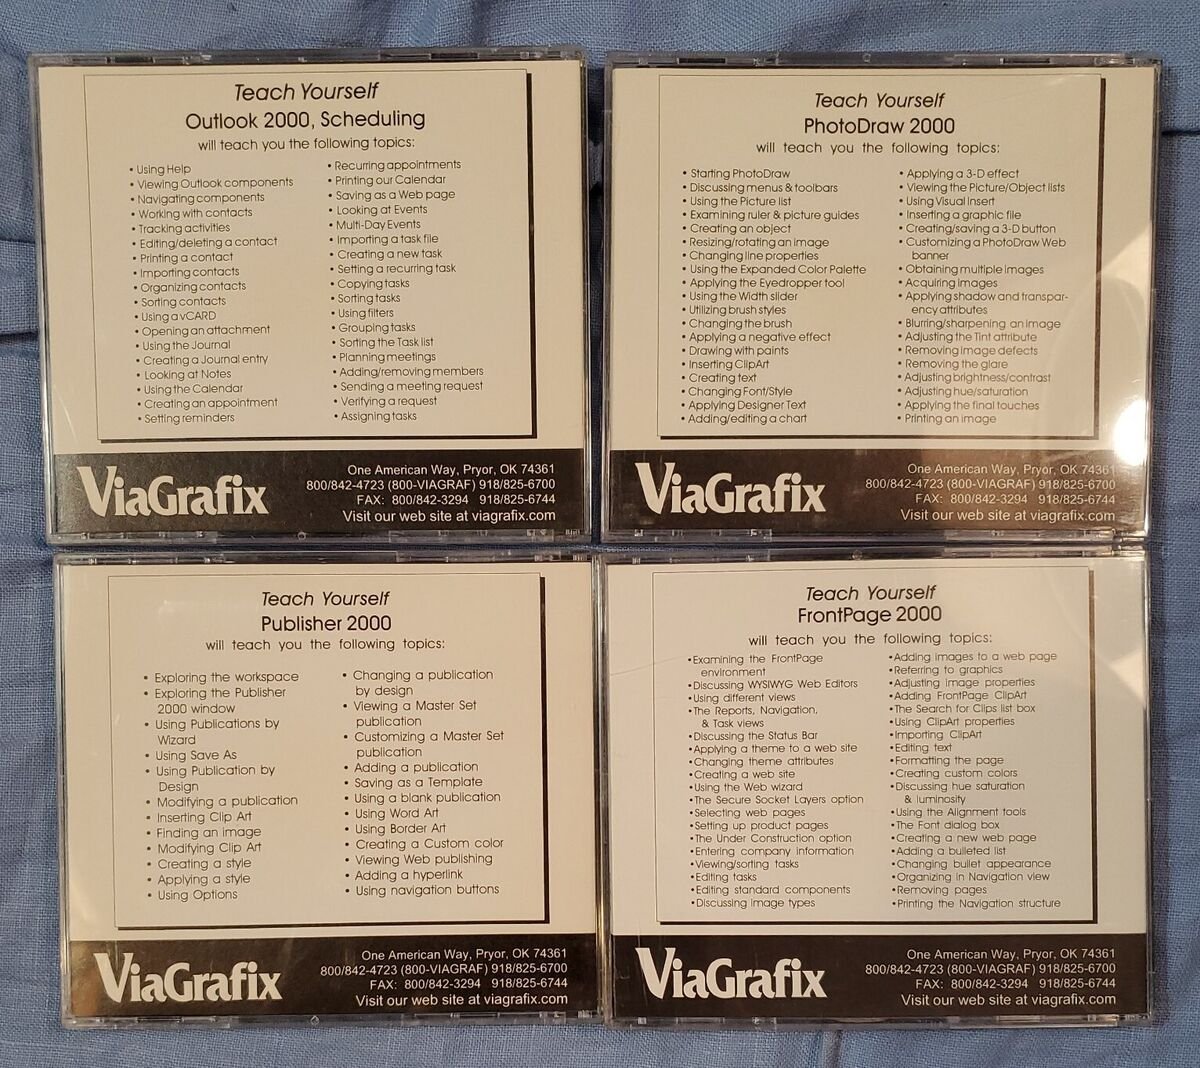 Teach Yourself
Outlook 2000, Scheduling
will teach you the following topics:
• Using Help
• Viewing Outlook components
• Navigating components
• Working with contacts
• Tracking activities
• Editing/deleting a contact
• Printing a contact
• Importing contacts
• Organizing contacts
• Sorting contacts
• Using a vCARD
• Opening an attachment
• Using the Journal
• Creating a Journal entry
• Looking at Notes
• Using the Calendar
• Creating an appointment
• Setting reminders
• Recurring appointments
• Printing our Calendar
• Saving as a Web page
• Looking at Events
• Multi-Day Events
• Importing a task file
• Creating a new task
• Setting a recurring task
• Copying tasks
• Sorting tasks
• Using filters
• Grouping tasks
• Sorting the Task list
• Planning meetings
• Adding/removing members
• Sending a meeting request
• Verifying a request
• Assigning tasks
ViaGrafix
One American Way, Pryor, OK 74361
800/842-4723 (800-VIAGRAF) 918/825-6700
FAX: 800/842-3294 918/825-6744
Visit our web site at viagrafix.com
Teach Yourself
PhotoDraw 2000
will teach you the following topics:
• Starting PhotoDraw
• Discussing menus & toolbars
• Using the Picture list
• Examining ruler & picture guides
• Creating an object
• Resizing/rotating an image
• Changing line properties
• Using the Expanded Color Palette
• Applying the Eyedropper tool
• Using the Width slider
• Utilizing brush styles
• Changing the brush
• Applying a negative effect
• Drawing with paints
• Inserting ClipArt
• Creating text
• Changing Font/Style
• Applying Designer Text
• Adding/editing a chart
• Applying a 3-D effect
• Viewing the Picture/Object lists
• Using Visual Insert
• Inserting a graphic file
• Creating/saving a 3-D button
• Customizing a PhotoDraw Web
banner
• Obtaining multiple images
• Acquiring images
• Applying shadow and transpar-
ency attributes
• Blurring/sharpening an image
• Adjusting the Tint attribute
• Removing image defects
• Removing the glare
• Adjusting brightness/contrast
• Adjusting hue/saturation
• Applying the final touches
• Printing an image
ViaGrafix
One American Way, Pryor, OK 74361
800/842-4723 (800-VIAGRAF) 918/825-6700
FAX: 800/842-3294 918/825-6744
Visit our web site at viagrafix.com
Teach Yourself
Publisher 2000
will teach you the following topics:
• Exploring the workspace
• Exploring the Publisher
2000 window
• Using Publications by
Wizard
• Using Save As
• Using Publication by
Design
• Modifying a publication
• Inserting Clip Art
• Finding an image
• Modifying Clip Art
• Creating a style
• Applying a style
• Using Options
• Changing a publication
by design
• Viewing a Master Set
publication
• Customizing a Master Set
publication
• Adding a publication
• Saving as a Template
• Using a blank publication
• Using Word Art
• Using Border Art
• Creating a Custom color
• Viewing Web publishing
• Adding a hyperlink
• Using navigation buttons
ViaGrafix
One American Way, Pryor, OK 74361
800/842-4723 (800-VIAGRAF) 918/825-6700
FAX: 800/842-3294 918/825-6744
Visit our web site at viagrafix.com
Teach Yourself
FrontPage 2000
will teach you the following topics:
• Examining the FrontPage
environment
• Discussing WYSIWYG Web Editors
• Using different views
• The Reports, Navigation,
& Task views
• Discussing the Status Bar
• Applying a theme to a web site
• Changing theme attributes
• Creating a web site
• Using the Web wizard
• The Secure Socket Layers option
• Selecting web pages
• Setting up product pages
• The Under Construction option
• Entering company information
• Viewing/sorting tasks
• Editing tasks
• Editing standard components
• Discussing image types
• Adding images to a web page
• Referring to graphics
• Adjusting image properties
• Adding FrontPage ClipArt
• The Search for Clips list box
• Using ClipArt properties
• Importing ClipArt
• Editing text
• Formatting the page
• Creating custom colors
• Discussing hue saturation
& luminosity
• Using the Alignment tools
• The Font dialog box
• Creating a new web page
• Adding a bulleted list
• Changing bullet appearance
• Organizing in Navigation view
• Removing pages
• Printing the Navigation structure
ViaGrafix
One American Way, Pryor, OK 74361
800/842-4723 (800-VIAGRAF) 918/825-6700
FAX: 800/842-3294 918/825-6744
Visit our web site at viagrafix.com